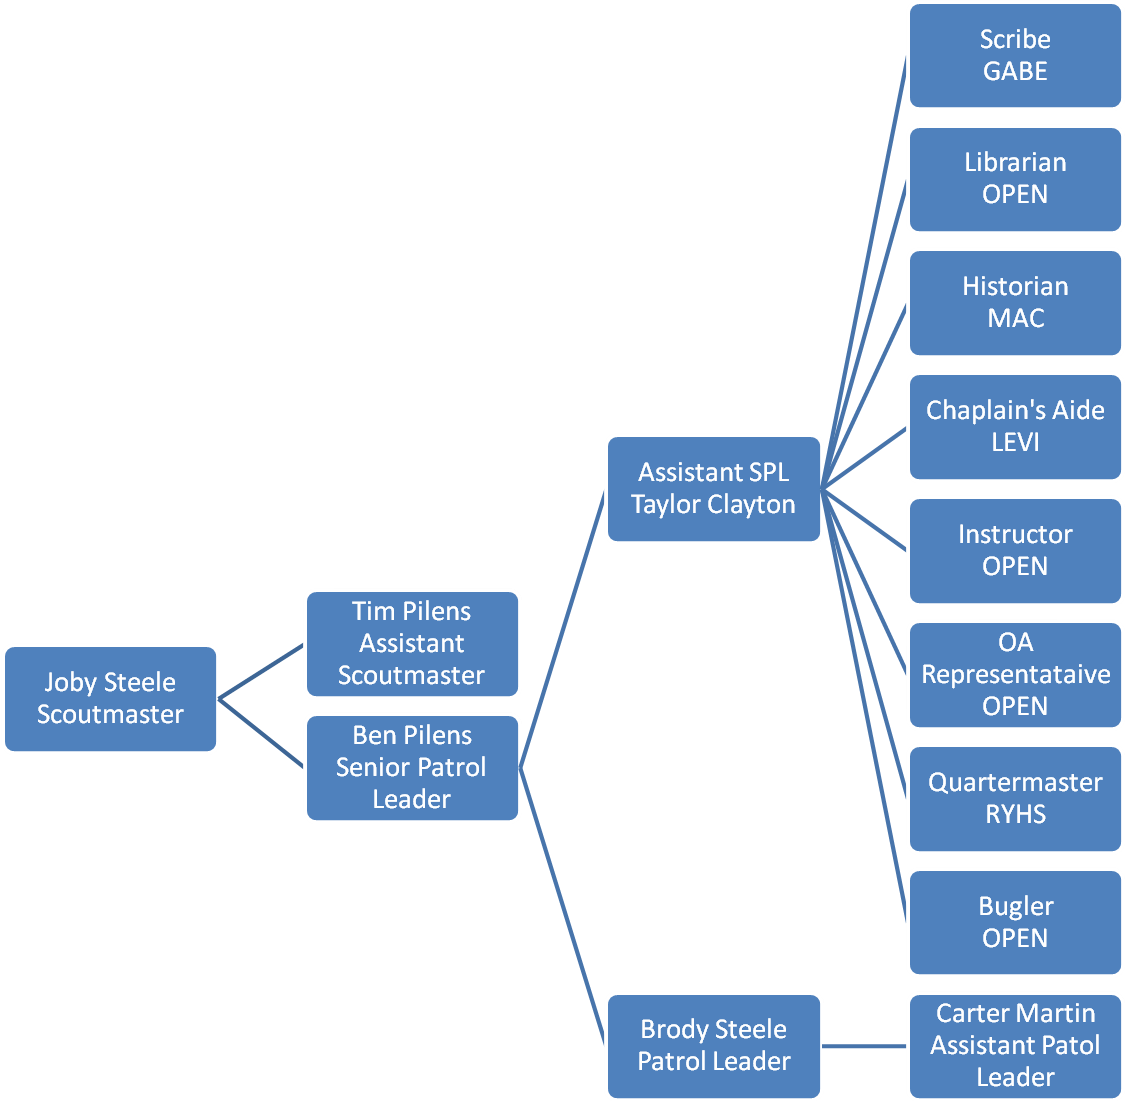 Scribe
GABE
Librarian
OPEN
Historian
MAC
Chaplain's Aide
LEVI
Assistant SPL
Taylor Clayton
Instructor
OPEN
Tim Pilens
Assistant
Scoutmaster
OA
Representataive
OPEN
Joby Steele
Scoutmaster
Ben Pilens
Senior Patrol
Leader
Quartermaster
RYHS
Bugler
OPEN
Brody Steele
Patrol Leader
Carter Martin
Assistant Patol
Leader